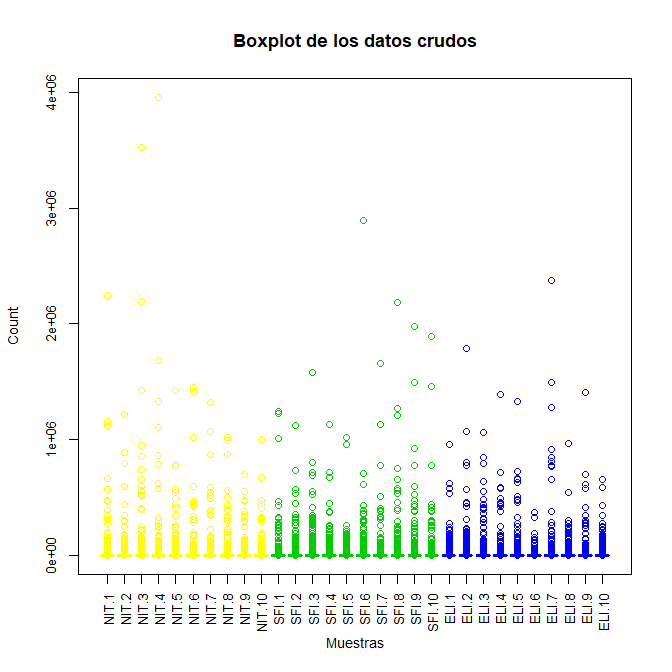 Boxplot de los datos crudos
Count
4e+06
3e+06
2e+06
1e+06
0e+00
NIT.1
NIT.2
NIT.3
NIT.4
NIT.5
NIT.6
NIT.7
NIT.8
NIT.9
NIT.10
SFI.1
SFI.2
SFI.3
SFI.4
SFI.5
SFI.6
SFI.7
SFI.8
SFI.9
SFI.10
ELI.1
ELI.2
ELI.3
ELI.4
ELI.5
ELI.6
ELI.7
ELI.8
ELI.9
ELI.10
Muestras